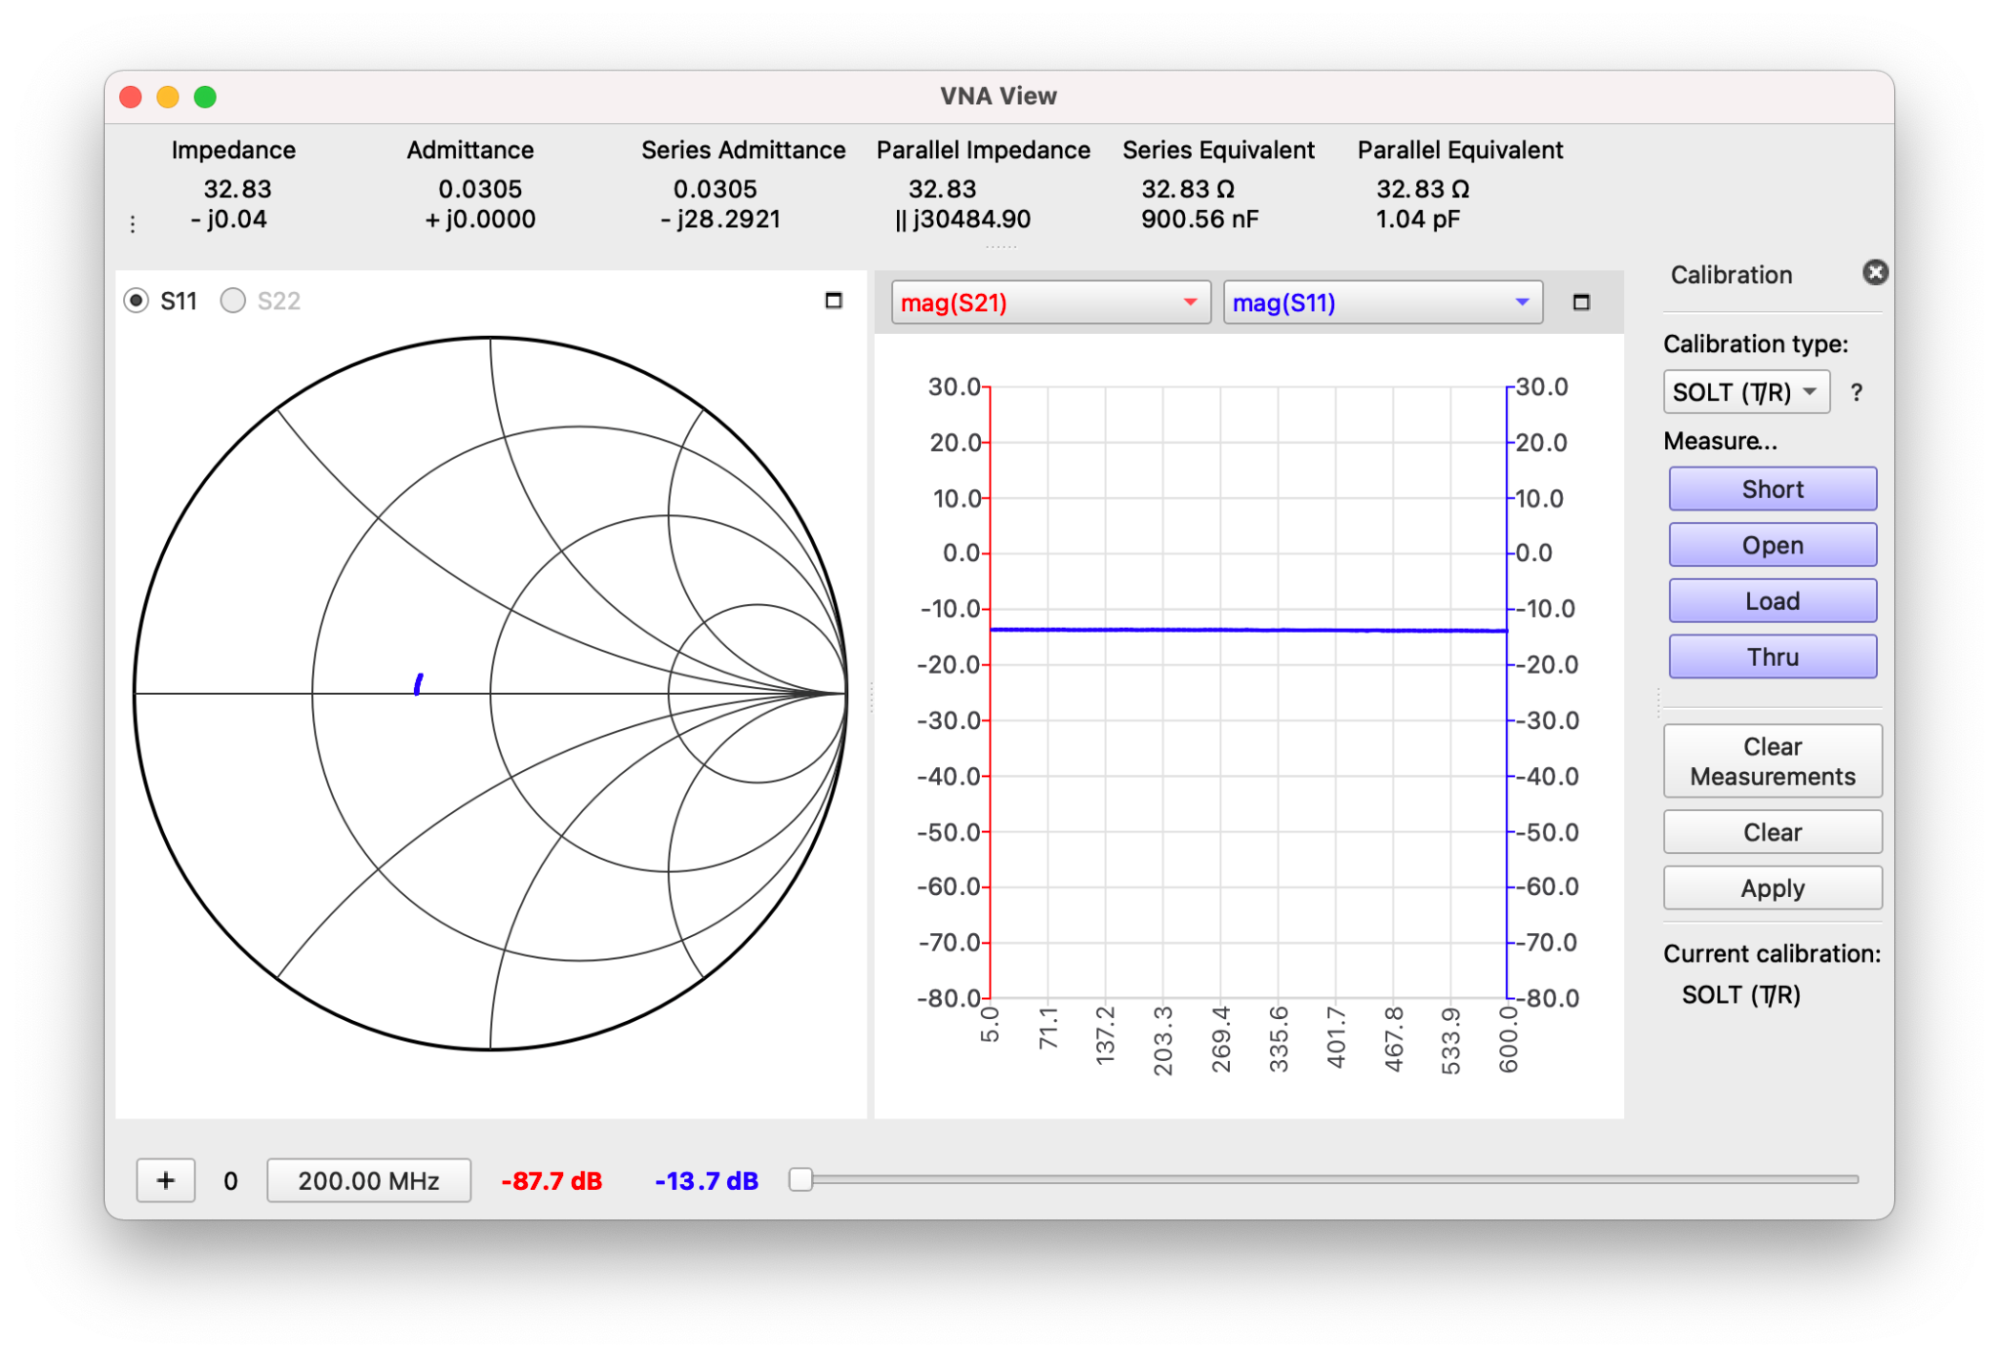 VNA View
Impedance
32.83
- j0.04
Admittance
0.0305
+ j0.0000
Series Admittance
0.0305
- j28.2921
Parallel Impedance
32.83
|| j30484.90
Series Equivalent
32.83 Ω
900.56 nF
Parallel Equivalent
32.83 Ω
1.04 pF
S11
S22
mag(S21)
mag(S11)
30.0
20.0
10.0
0.0
-10.0
-20.0
-30.0
-40.0
-50.0
-60.0
-70.0
-80.0
30.0
20.0
10.0
0.0
-10.0
-20.0
-30.0
-40.0
-50.0
-60.0
-70.0
-80.0
5.0
71.1
137.2
203.3
269.4
335.6
401.7
467.8
533.9
600.0
Calibration
Calibration type:
SOLT (T/R)
?
Measure...
Short
Open
Load
Thru
Clear
Measurements
Clear
Apply
Current calibration:
SOLT (T/R)
+
0
200.00 MHz
-87.7 dB
-13.7 dB